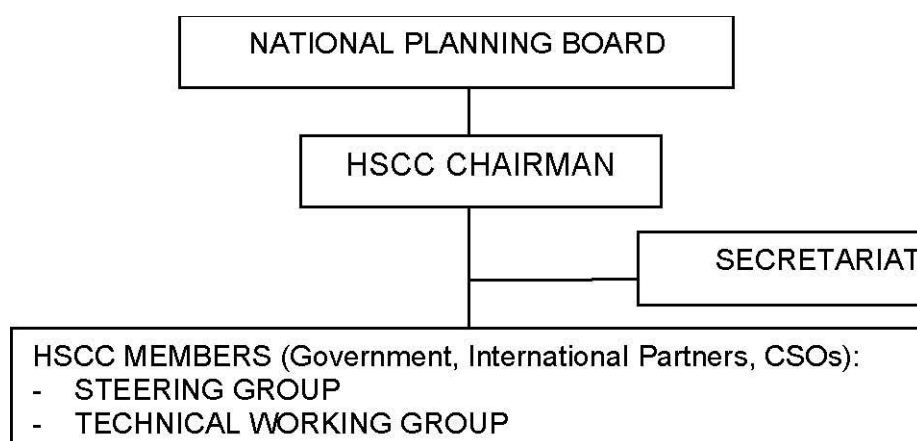 NATIONAL PLANNING BOARD
HSCC CHAIRMAN
SECRETARIAT
HSCC MEMBERS (Government, International Partners, CSOs):
- STEERING GROUP
- TECHNICAL WORKING GROUP